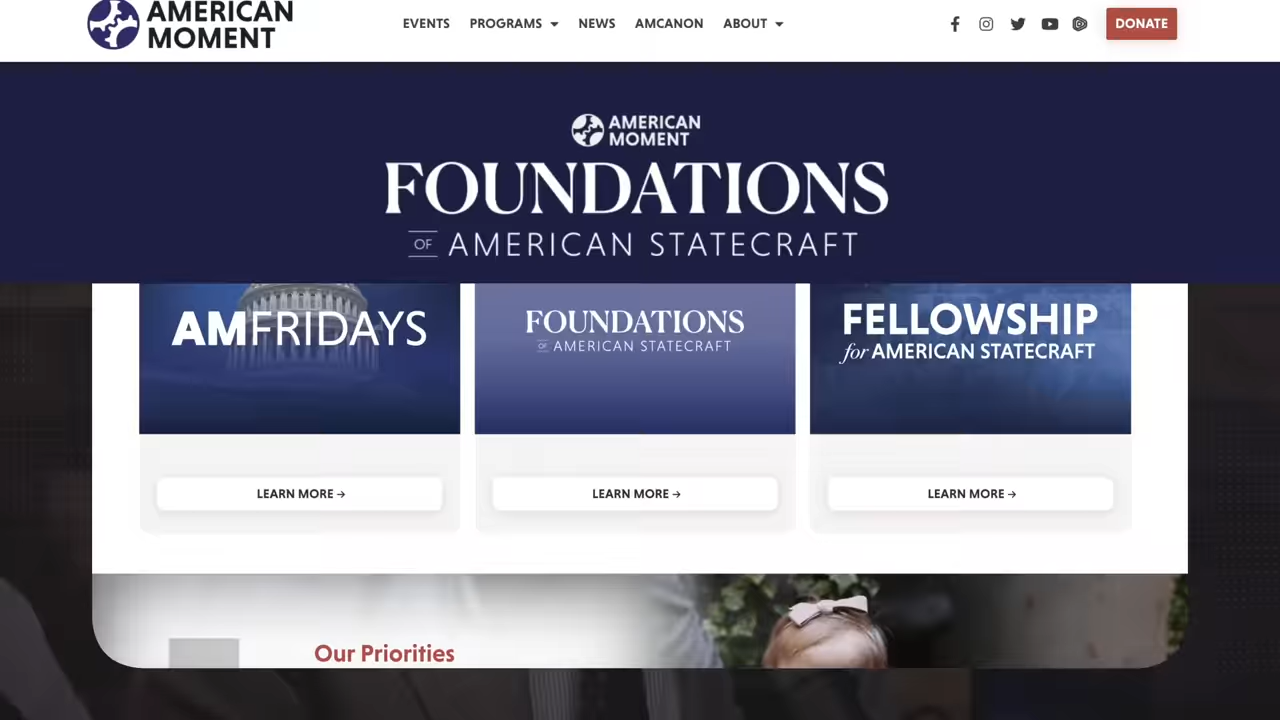 AMERICAN
MOMENT
EVENTS PROGRAMS NEWS AMCANON ABOUT DONATE
AMERICAN
MOMENT
FOUNDATIONS
OF AMERICAN STATECRAFT
AMFRIDAYS
FOUNDATIONS
OF AMERICAN STATECRAFT
FELLOWSHIP
for AMERICAN STATECRAFT
LEARN MORE → LEARN MORE → LEARN MORE →
Our Priorities